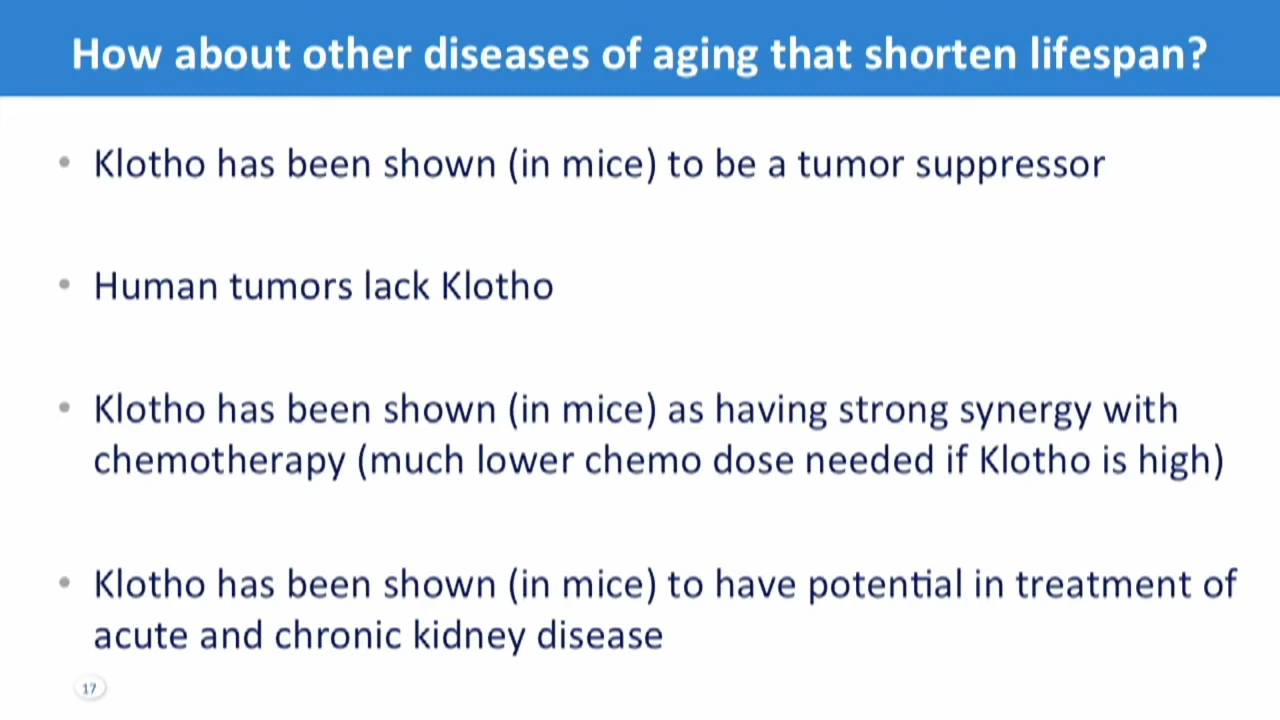 How about other diseases of aging that shorten lifespan?
• Klotho has been shown (in mice) to be a tumor suppressor
• Human tumors lack Klotho
• Klotho has been shown (in mice) as having strong synergy with
chemotherapy (much lower chemo dose needed if Klotho is high)
• Klotho has been shown (in mice) to have potential in treatment of
acute and chronic kidney disease
17